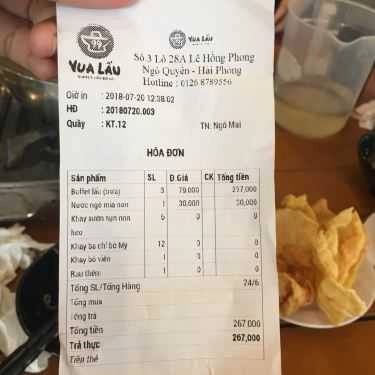 VUA LẨU
VUA LẨU
Số 3 Lô 28A Lê Hồng Phong
Ngô Quyền - Hai Phong
Hotline : 0126 8789556
Giờ in : 2018-07-20 12:38:02
HĐ : 20180720.003
Quầy : KT.12 TN: Ngô Mai
HÓA ĐƠN
Sản phẩm SL Đ.Giá CK Tổng tiền
Buffet lẩu (trưa) 3 79,000 237,000
Nước ngô mía non 1 30,000 30,000
Khay sườn sụn non 6 0 0
heo
Khay ba chỉ bò Mỹ 12 0 0
Khay bò viên 1 0 0
Rau thêm 1 0 0
Tổng SL/Tổng Hàng 24/6
Tổng mua
Tổng trả
Tổng tiền 267,000
Trả thực 267,000
Tiền thế